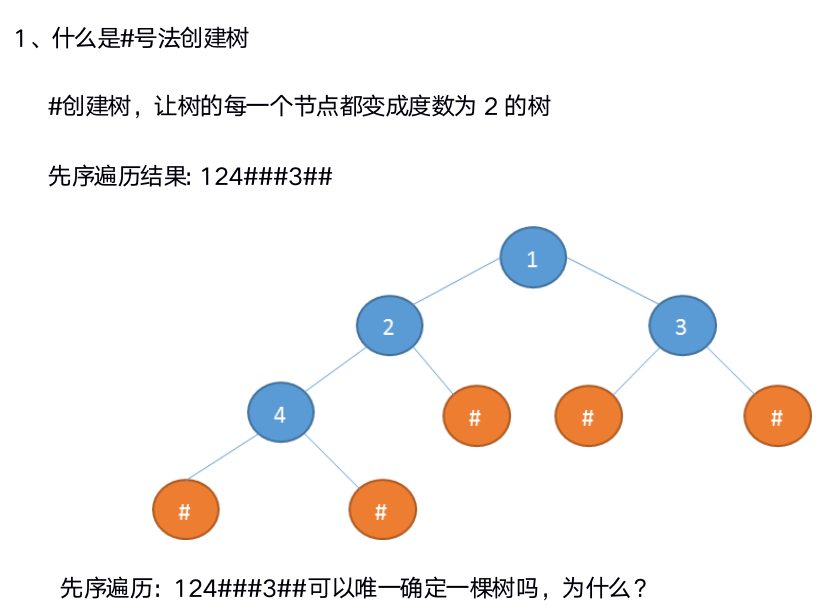 1、什么是#号法创建树
#创建树，让树的每一个节点都变成度数为 2 的树
先序遍历结果: 124###3##
1
2
3
4
#
#
#
#
#
先序遍历：124###3##可以唯一确定一棵树吗，为什么？